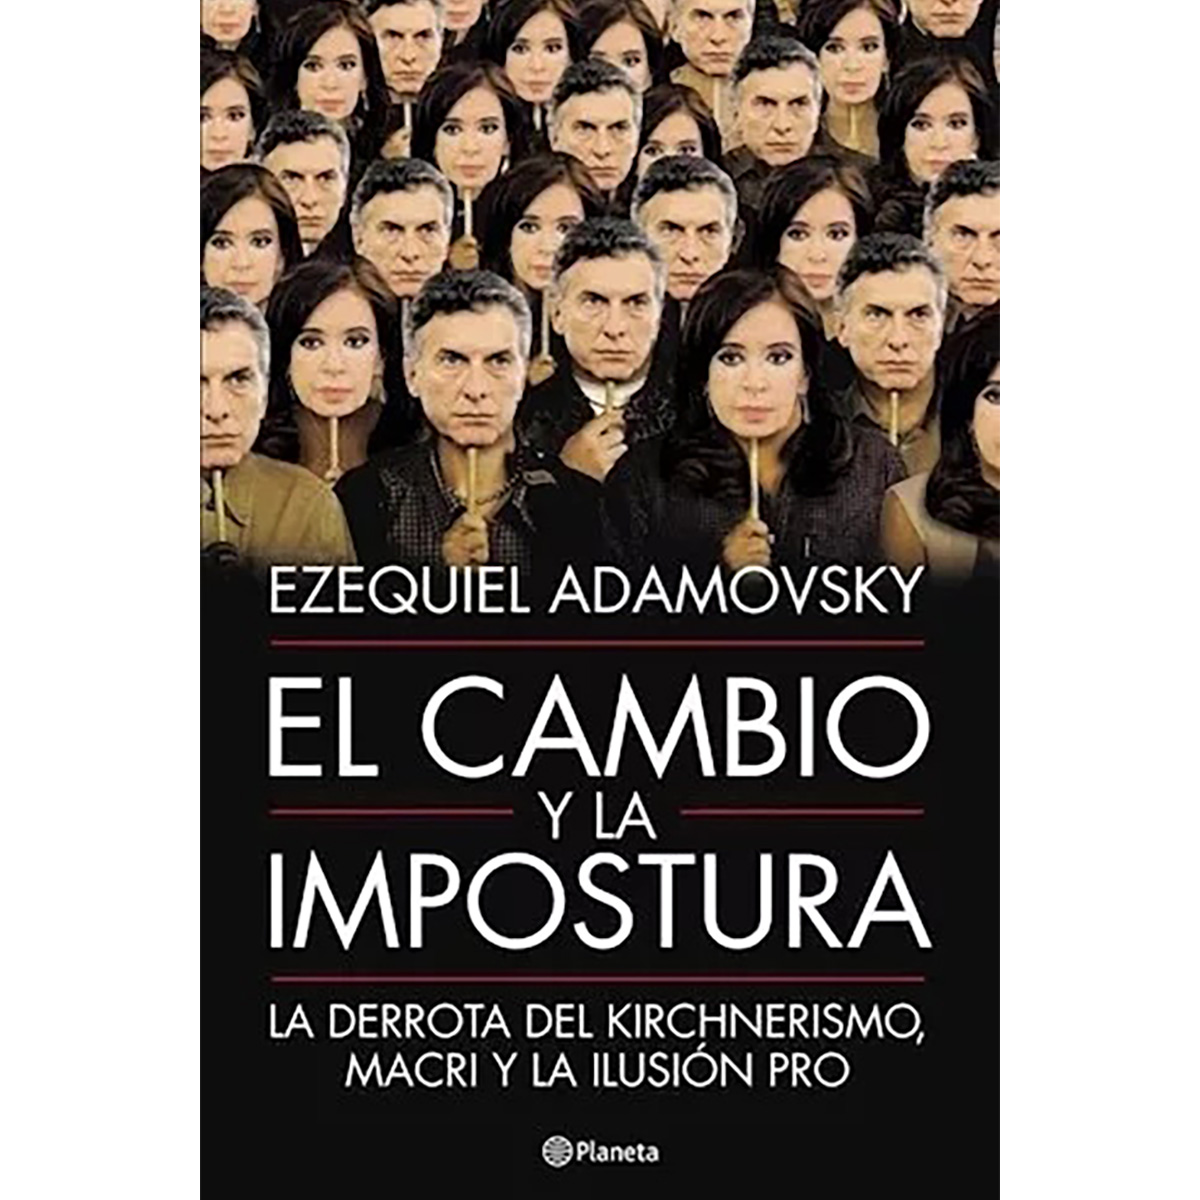 EZEQUIEL ADAMOVSKY
EL CAMBIO
Y LA
IMPOSTURA
LA DERROTA DEL KIRCHNERISMO,
MACRI Y LA ILUSIÓN PRO
Planeta